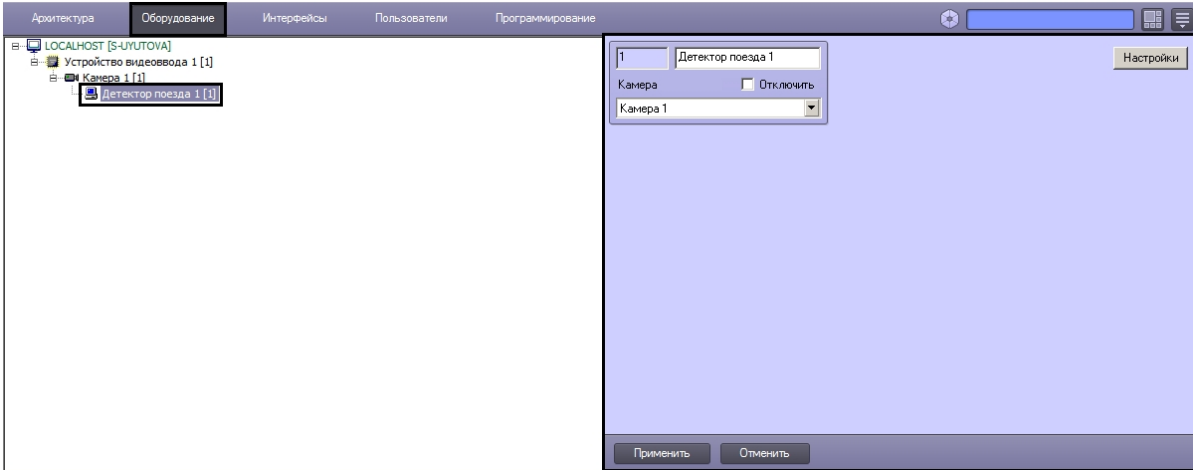 Архитектура Оборудование Интерфейсы Пользователи Программирование
LOCALHOST [S-UYUTOVA]
Устройство видеоввода 1 [1]
Камера 1 [1]
Детектор поезда 1 [1]
1 Детектор поезда 1 Настройки
Камера Отключить
Камера 1
Применить Отменить